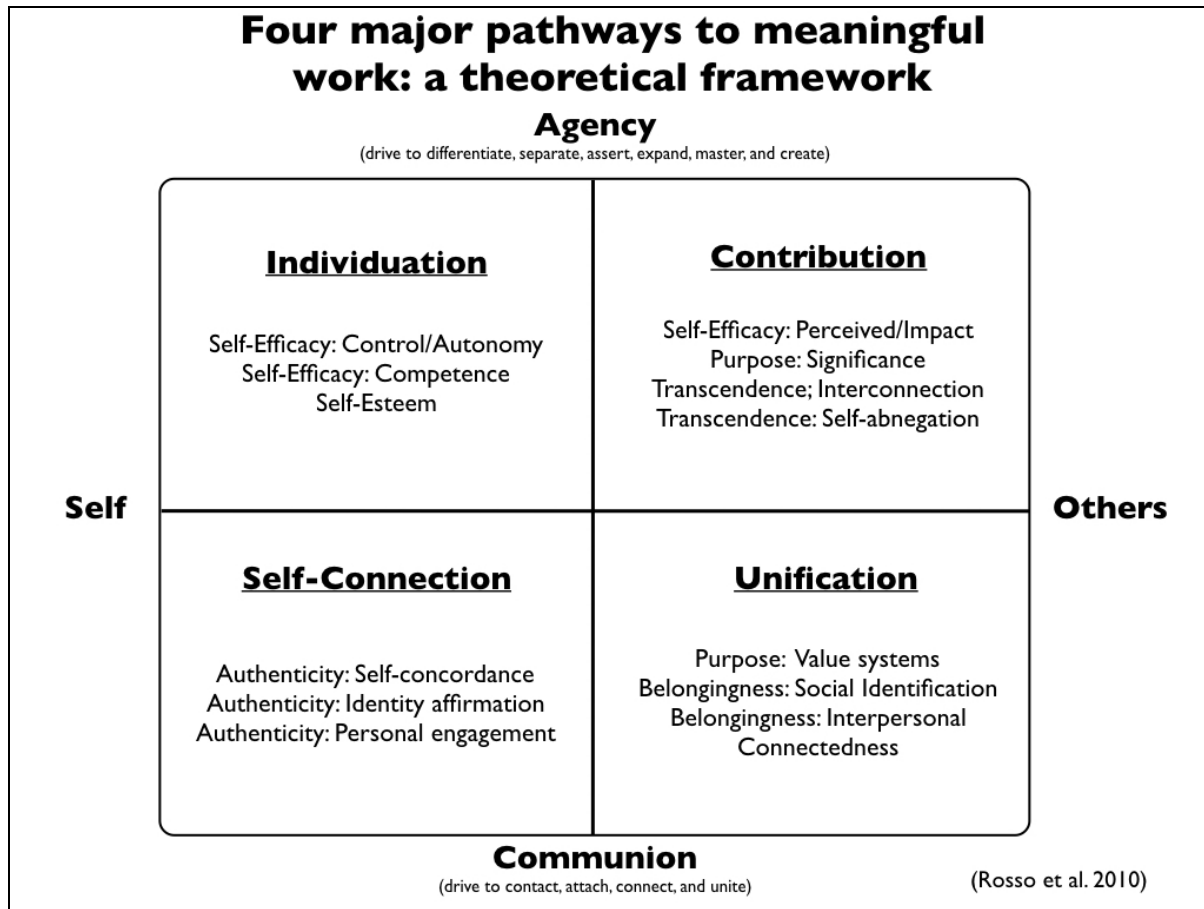 Four major pathways to meaningful
work: a theoretical framework
Agency
(drive to differentiate, separate, assert, expand, master, and create)
Individuation
Self-Efficacy: Control/Autonomy
Self-Efficacy: Competence
Self-Esteem
Contribution
Self-Efficacy: Perceived/Impact
Purpose: Significance
Transcendence; Interconnection
Transcendence: Self-abnegation
Self
Others
Self-Connection
Authenticity: Self-concordance
Authenticity: Identity affirmation
Authenticity: Personal engagement
Unification
Purpose: Value systems
Belongingness: Social Identification
Belongingness: Interpersonal
Connectedness
Communion
(drive to contact, attach, connect, and unite)
(Rosso et al. 2010)